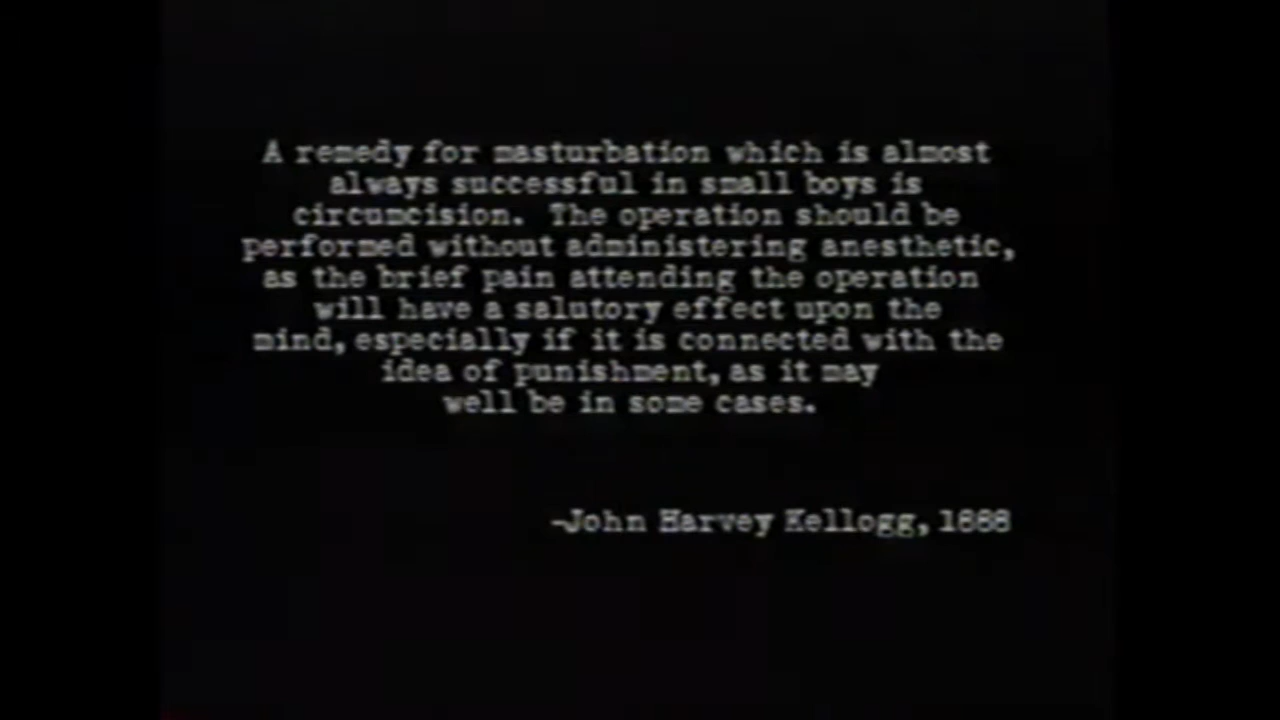 A remedy for masturbation which is almost
always successful in small boys is
circumcision. The operation should be
performed without administering anesthetic,
as the brief pain attending the operation
will have a salutory effect upon the
mind, especially if it is connected with the
idea of punishment, as it may
well be in some cases.
-John Harvey Kellogg, 1888